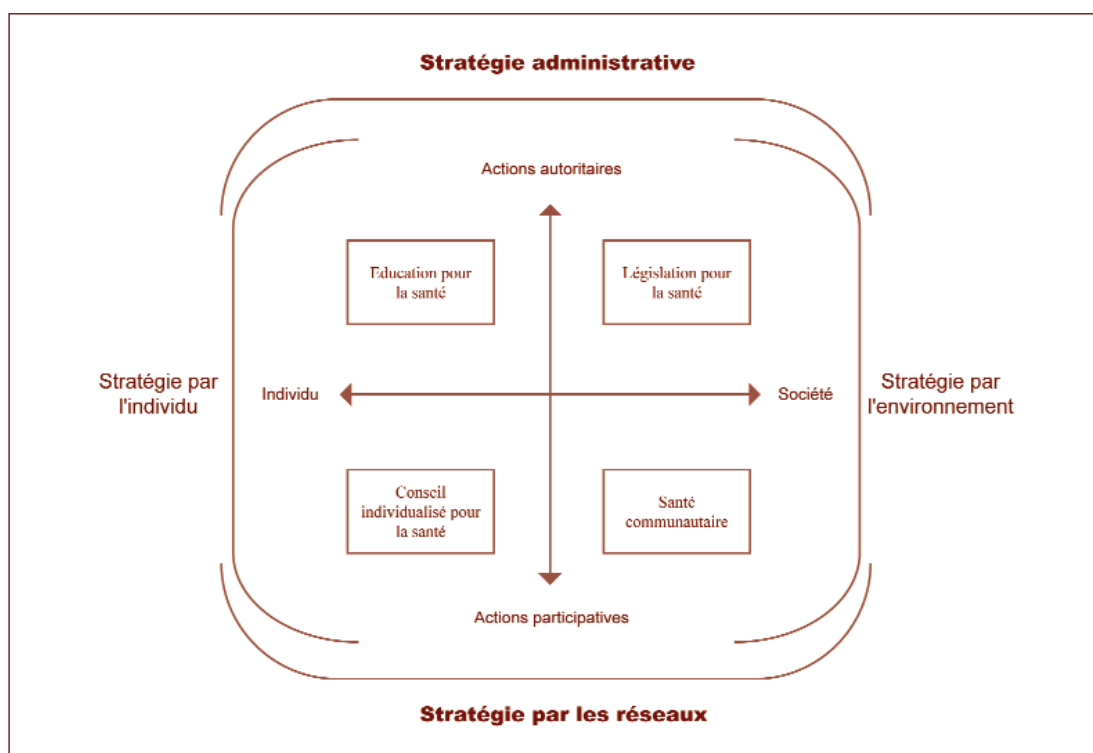 Stratégie administrative
Actions autoritaires
Education pour
la santé
Législation pour
la santé
Stratégie par
l'individu
Individu
Société
Stratégie par
l'environnement
Conseil
individualisé pour
la santé
Santé
communautaire
Actions participatives
Stratégie par les réseaux